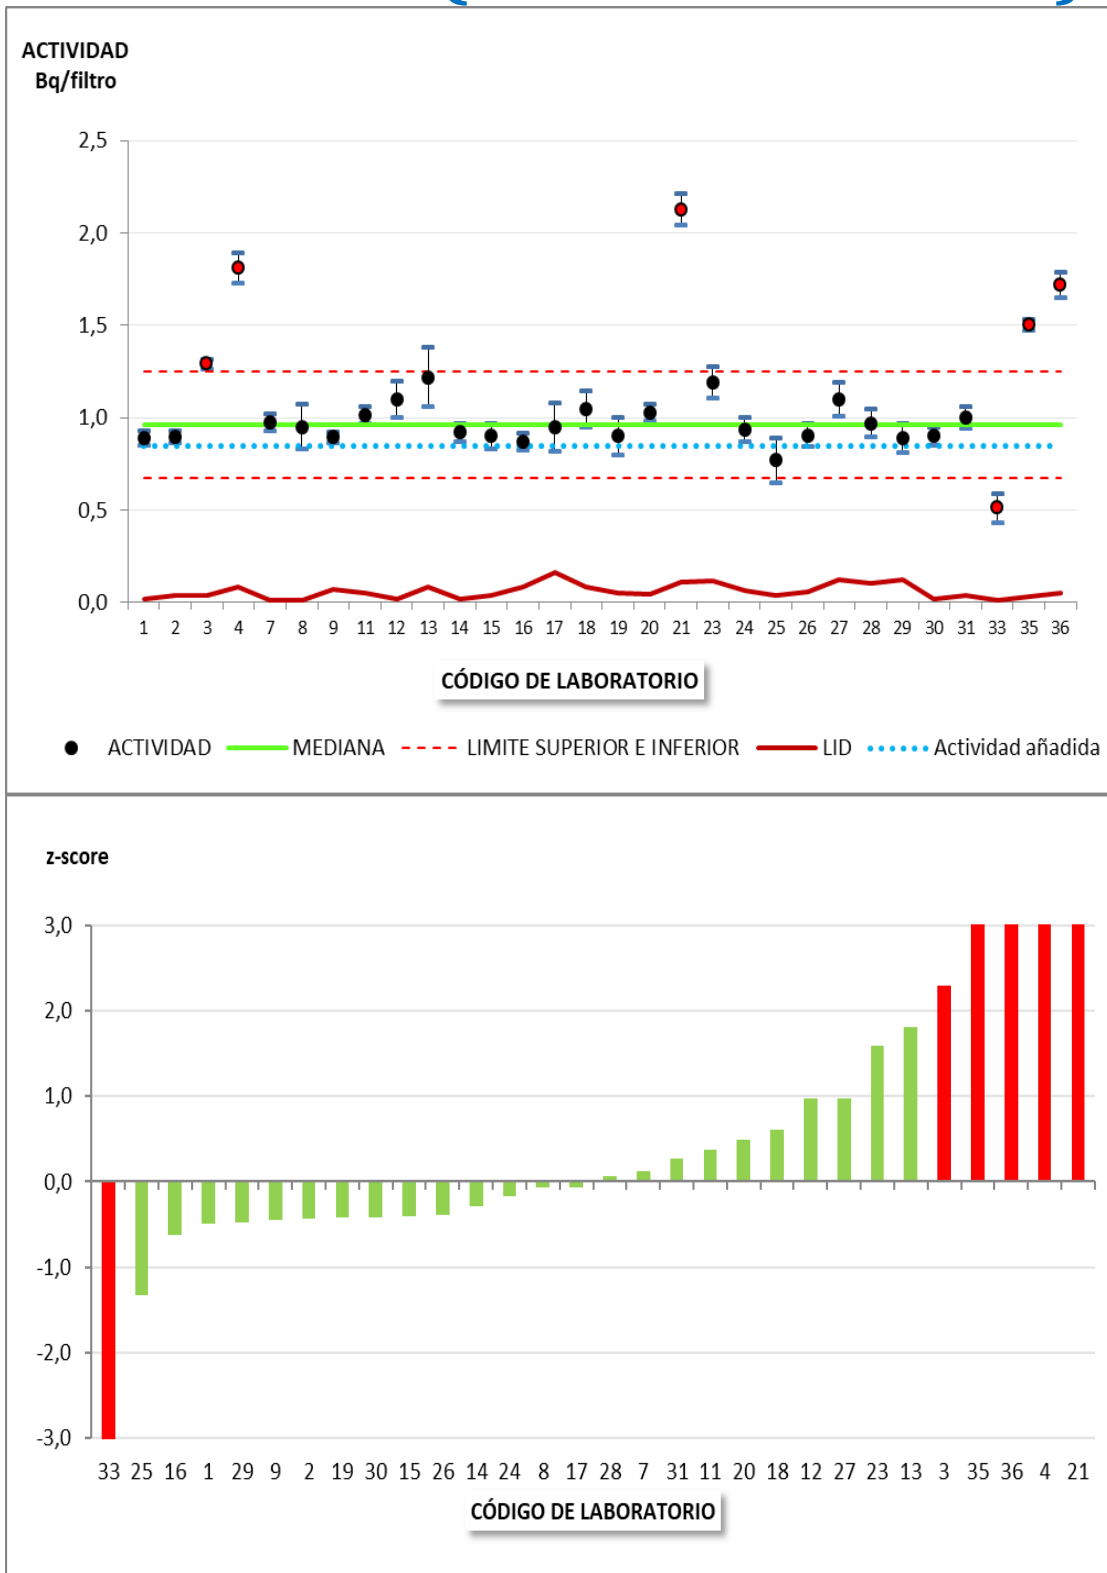 ACTIVIDAD
Bq/filtro
2,5
2,0
1,5
1,0
0,5
0,0
1 2 3 4 7 8 9 11 12 13 14 15 16 17 18 19 20 21 23 24 25 26 27 28 29 30 31 33 35 36
CÓDIGO DE LABORATORIO
ACTIVIDAD MEDIANA LIMITE SUPERIOR E INFERIOR LID Actividad añadida
z-score
3,0
2,0
1,0
0,0
-1,0
-2,0
-3,0
33 25 16 1 29 9 2 19 30 15 26 14 24 8 17 28 7 31 11 20 18 12 27 23 13 3 35 36 4 21
CÓDIGO DE LABORATORIO